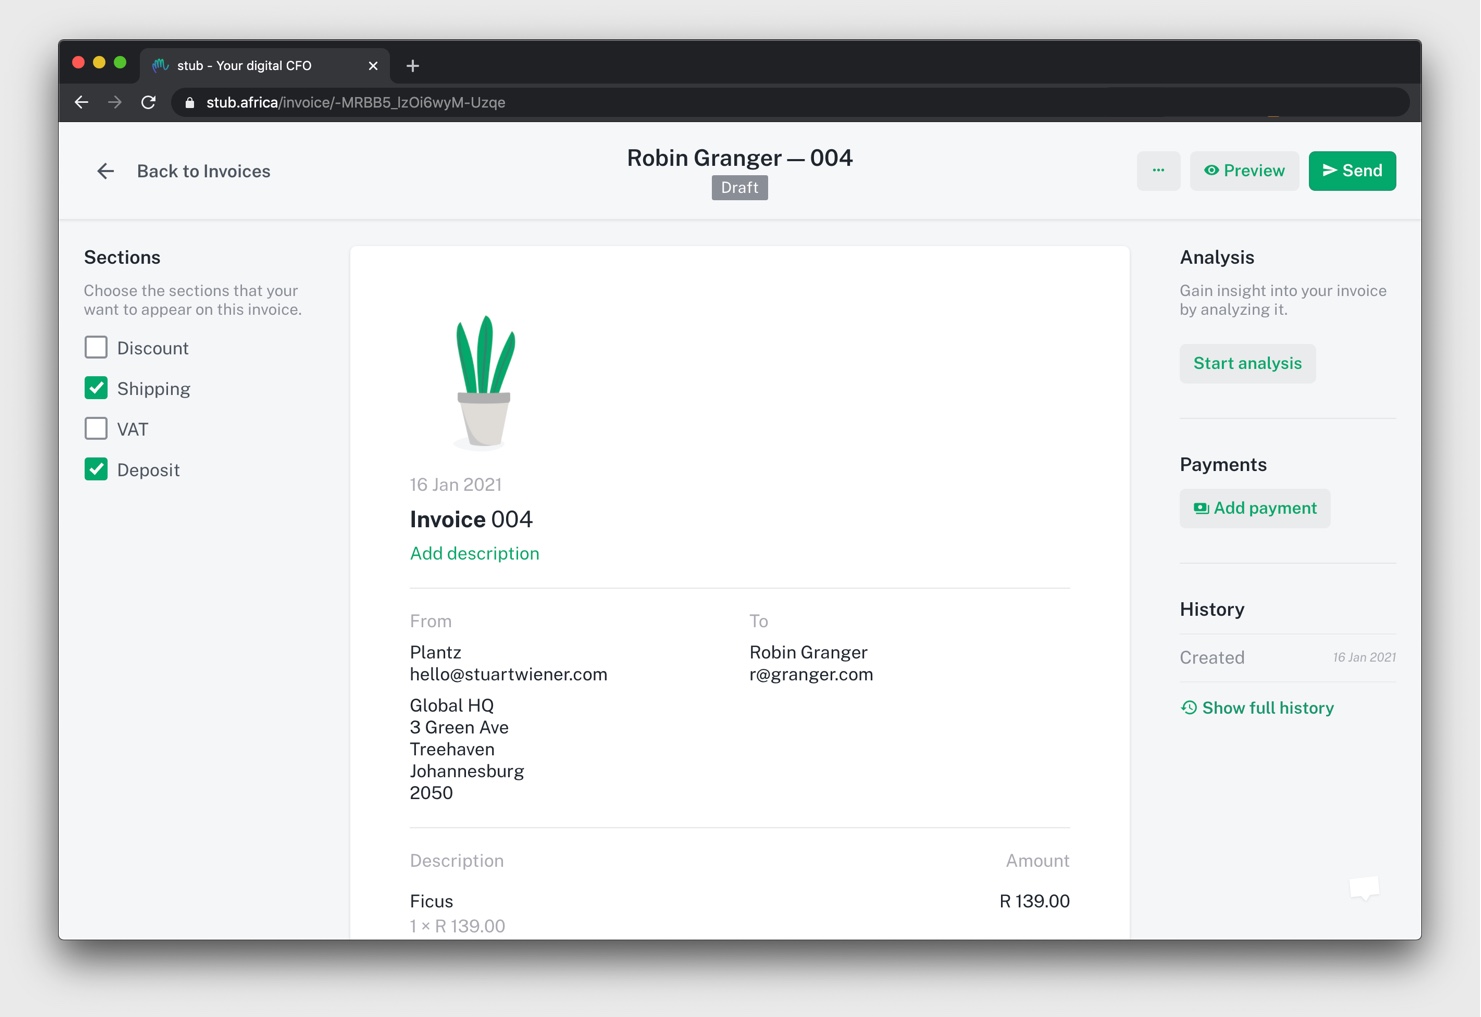 stub - Your digital CFO
stub.africa/invoice/-MRBB5_lzOi6wyM-Uzqe
Back to Invoices
Robin Granger — 004
Draft
Preview
Send
Sections
Choose the sections that your
want to appear on this invoice.
Discount
Shipping
VAT
Deposit
16 Jan 2021
Invoice 004
Add description
From
Plantz
hello@stuartwiener.com
Global HQ
3 Green Ave
Treehaven
Johannesburg
2050
To
Robin Granger
r@granger.com
Description
Amount
Ficus
R 139.00
1 × R 139.00
Analysis
Gain insight into your invoice
by analyzing it.
Start analysis
Payments
Add payment
History
Created
16 Jan 2021
Show full history